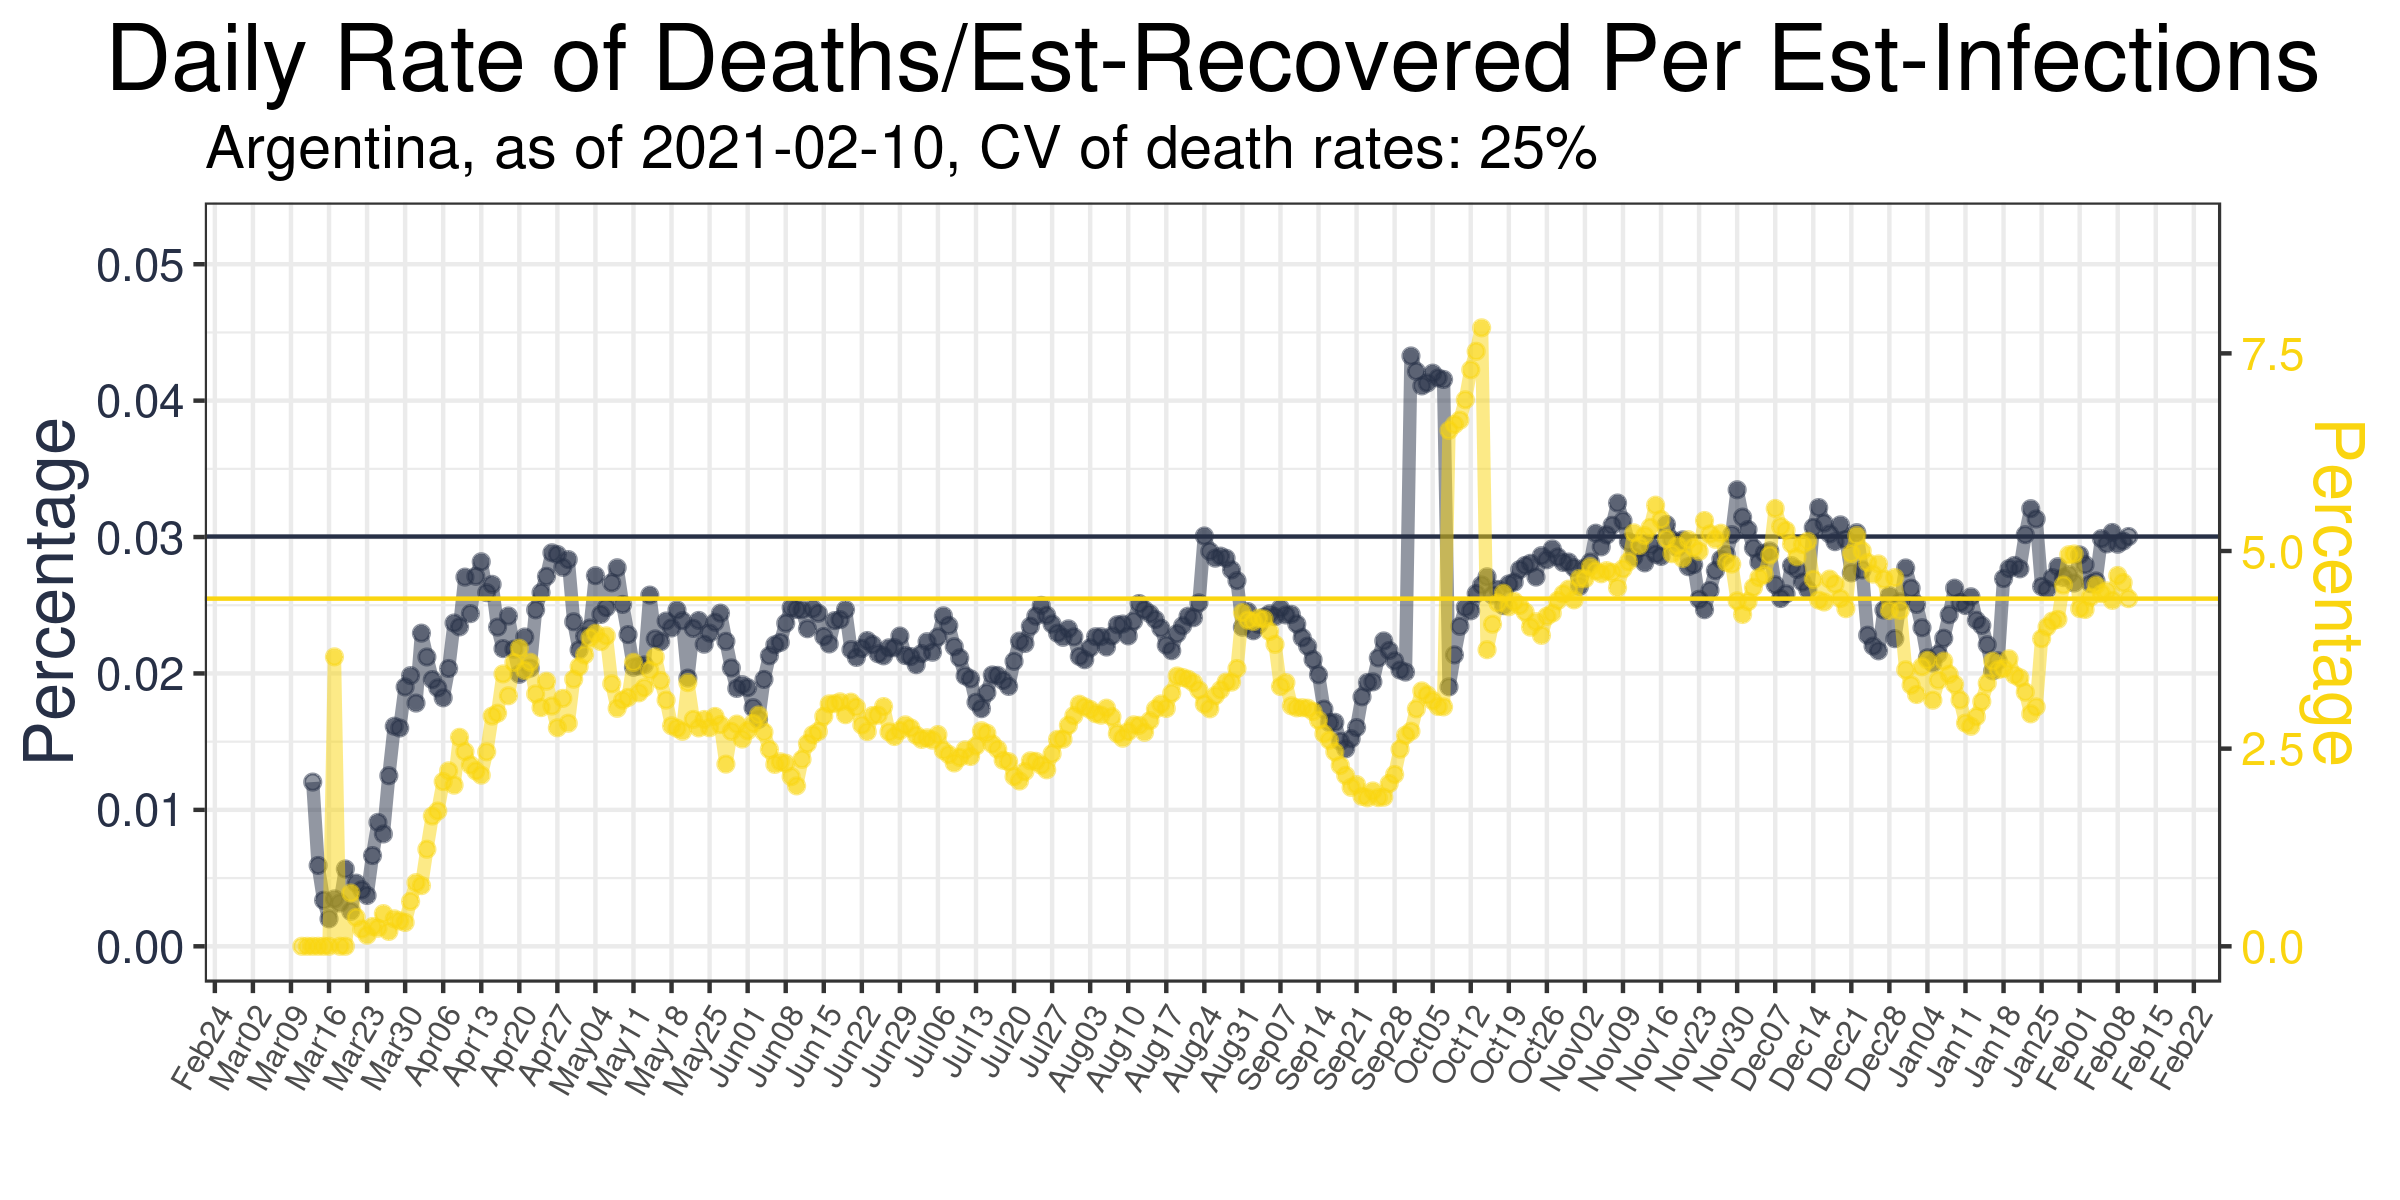 Daily Rate of Deaths/Est-Recovered Per Est-Infections
Argentina, as of 2021-02-10, CV of death rates: 25%
Percentage
0.05
0.04
0.03
0.02
0.01
0.00
7.5
5.0
2.5
0.0
Percentage
Feb24 Mar02 Mar09 Mar16 Mar23 Mar30 Apr06 Apr13 Apr20 Apr27 May04 May11 May18 May25 Jun01 Jun08 Jun15 Jun22 Jun29 Jul06 Jul13 Jul20 Jul27 Aug03 Aug10 Aug17 Aug24 Aug31 Sep07 Sep14 Sep21 Sep28 Oct05 Oct12 Oct19 Oct26 Nov02 Nov09 Nov16 Nov23 Nov30 Dec07 Dec14 Dec21 Dec28 Jan04 Jan11 Jan18 Jan25 Feb01 Feb08 Feb15 Feb22